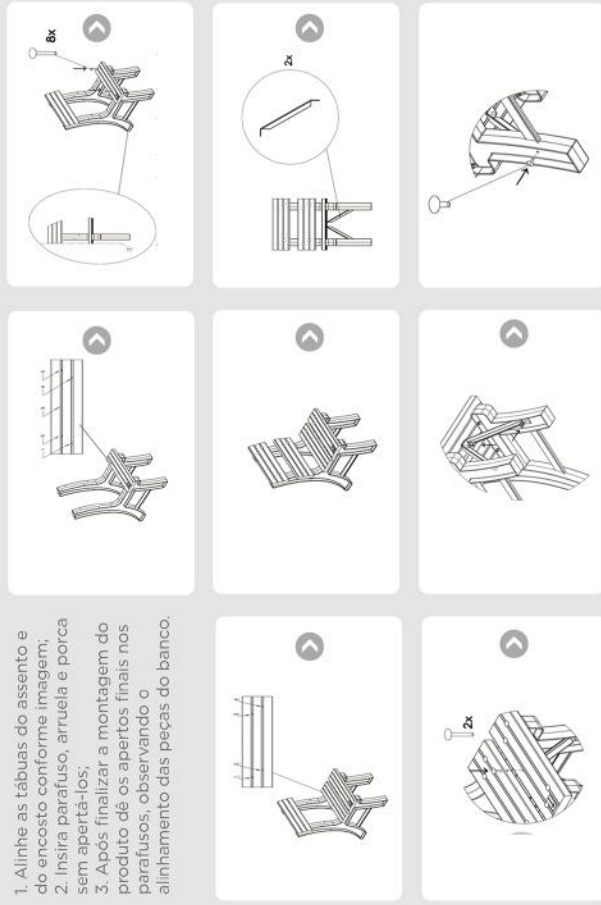 1. Alinhe as tábuas do assento e
do encosto conforme imagem;
2. Insira parafuso, arruela e porca
sem apertá-los;
3. Após finalizar a montagem do
produto dê os apertos finais nos
parafusos, observando o
alinhamento das peças do banco.
8x
2x
2x